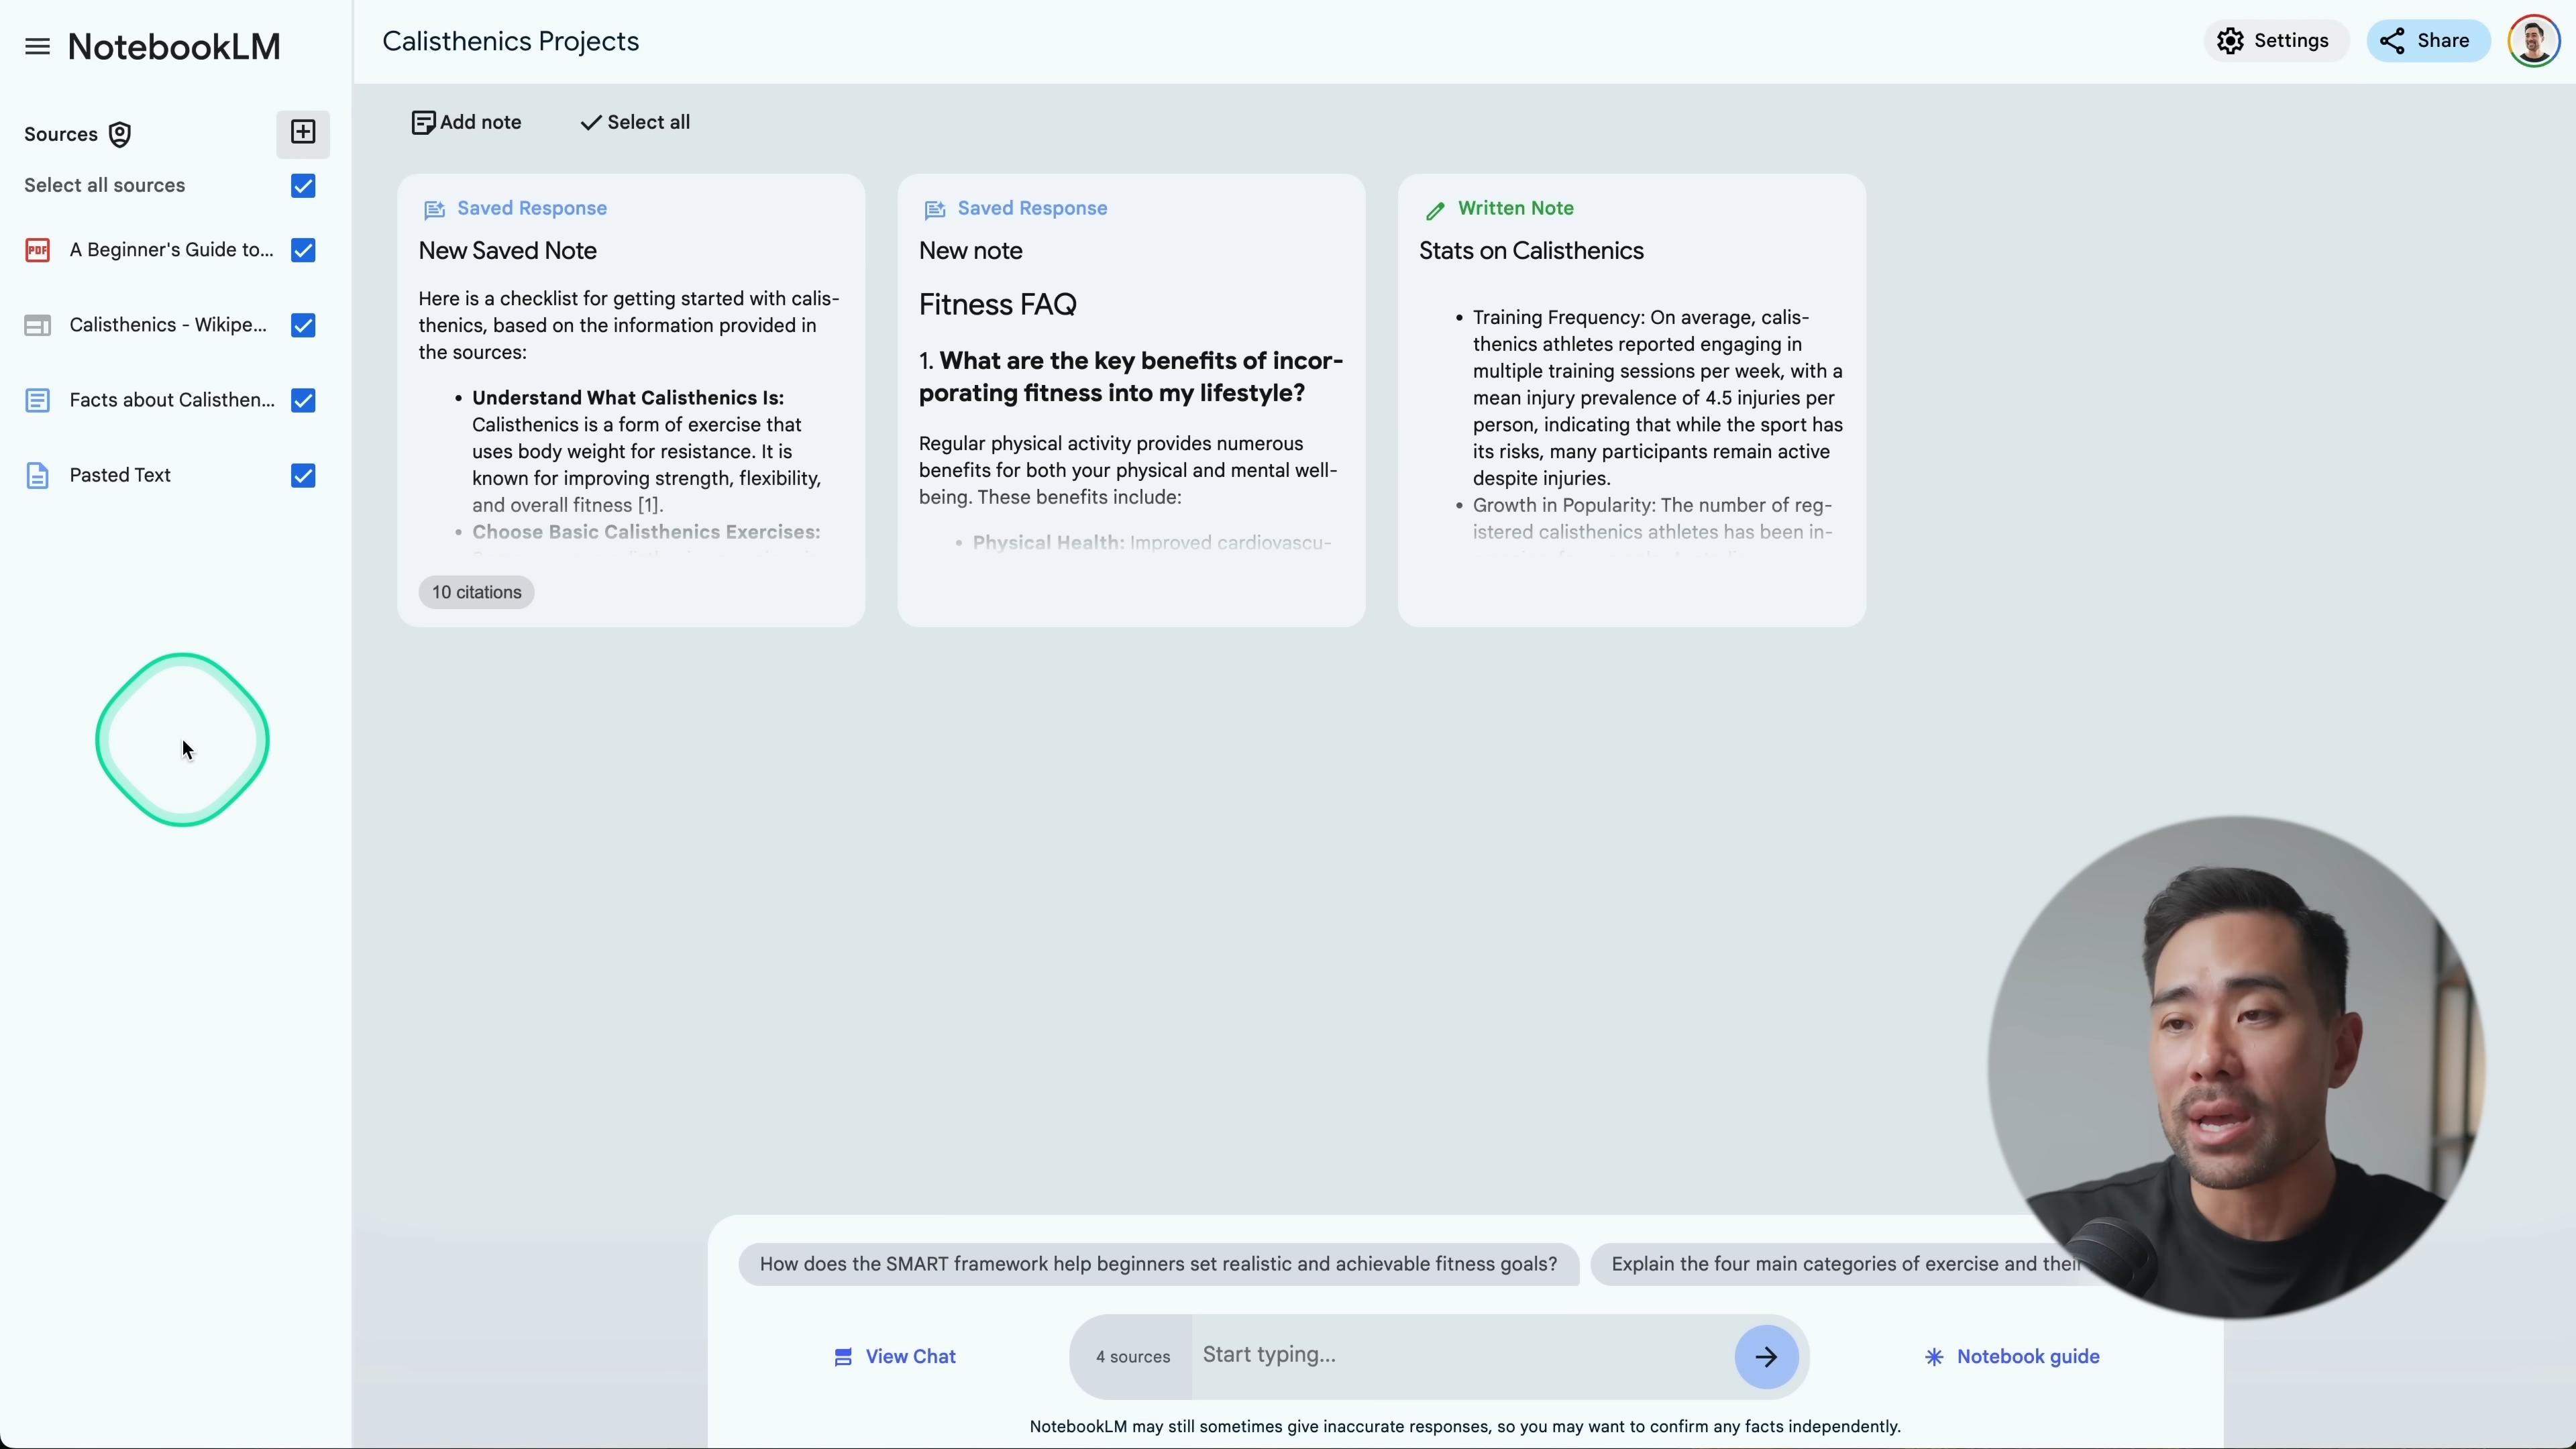 NotebookLM
Calisthenics Projects
Settings
Share
Sources
Select all sources
PDF
A Beginner's Guide to...
Calisthenics - Wikipe...
Facts about Calisthen...
Pasted Text
Add note
Select all
Saved Response
New Saved Note
Here is a checklist for getting started with calis-
thenics, based on the information provided in
the sources:
• Understand What Calisthenics Is:
Calisthenics is a form of exercise that
uses body weight for resistance. It is
known for improving strength, flexibility,
and overall fitness [1].
• Choose Basic Calisthenics Exercises:
10 citations
Saved Response
New note
Fitness FAQ
1. What are the key benefits of incor-
porating fitness into my lifestyle?
Regular physical activity provides numerous
benefits for both your physical and mental well-
being. These benefits include:
• Physical Health: Improved cardiovascu-
Written Note
Stats on Calisthenics
• Training Frequency: On average, calis-
thenics athletes reported engaging in
multiple training sessions per week, with a
mean injury prevalence of 4.5 injuries per
person, indicating that while the sport has
its risks, many participants remain active
despite injuries.
• Growth in Popularity: The number of reg-
istered calisthenics athletes has been in-
How does the SMART framework help beginners set realistic and achievable fitness goals?
Explain the four main categories of exercise and their
View Chat
4 sources
Start typing...
Notebook guide
NotebookLM may still sometimes give inaccurate responses, so you may want to confirm any facts independently.